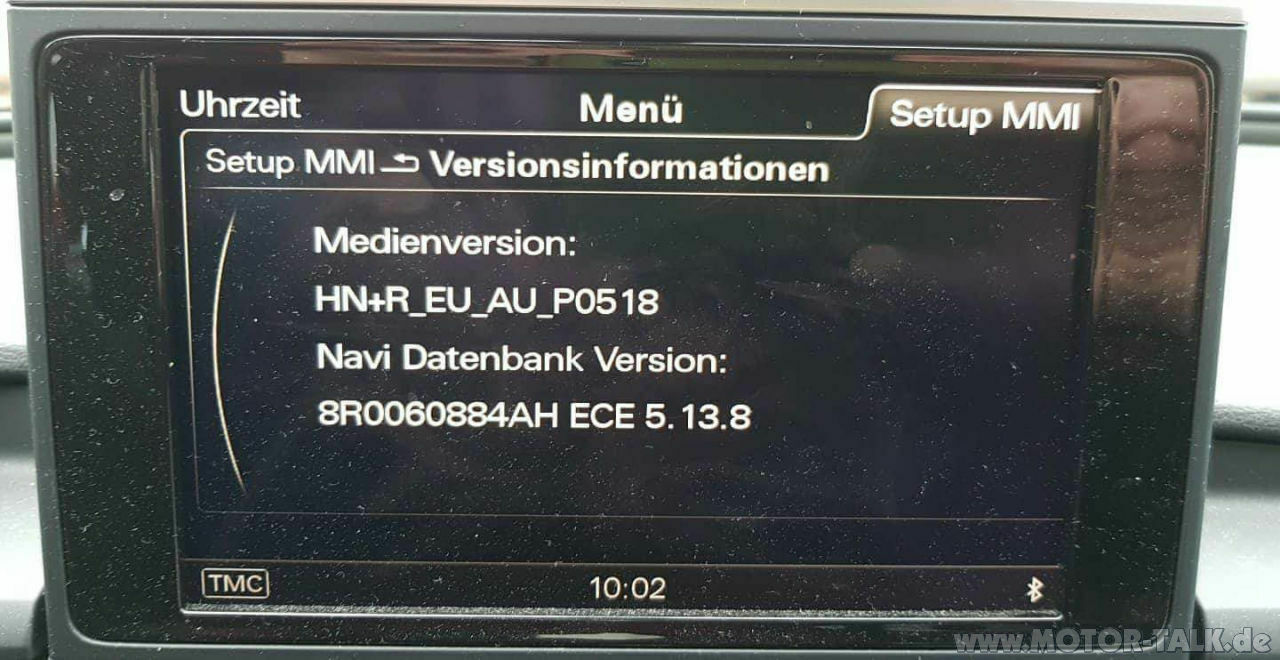 Uhrzeit Menü Setup MMI
Setup MMI Versionsinformationen
Medienversion:
HN+R_EU_AU_P0518
Navi Datenbank Version:
8R0060884AH ECE 5.13.8
TMC 10:02
www.MOTOR-TALK.de